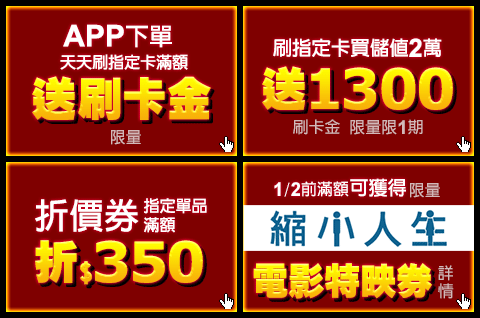 APP下單
天天刷指定卡滿額
送刷卡金
限量
刷指定卡買儲值2萬
送1300
刷卡金 限量限1期
折價券 指定單品滿額
折$350
1/2前滿額可獲得 限量
縮小人生
電影特映券 詳情